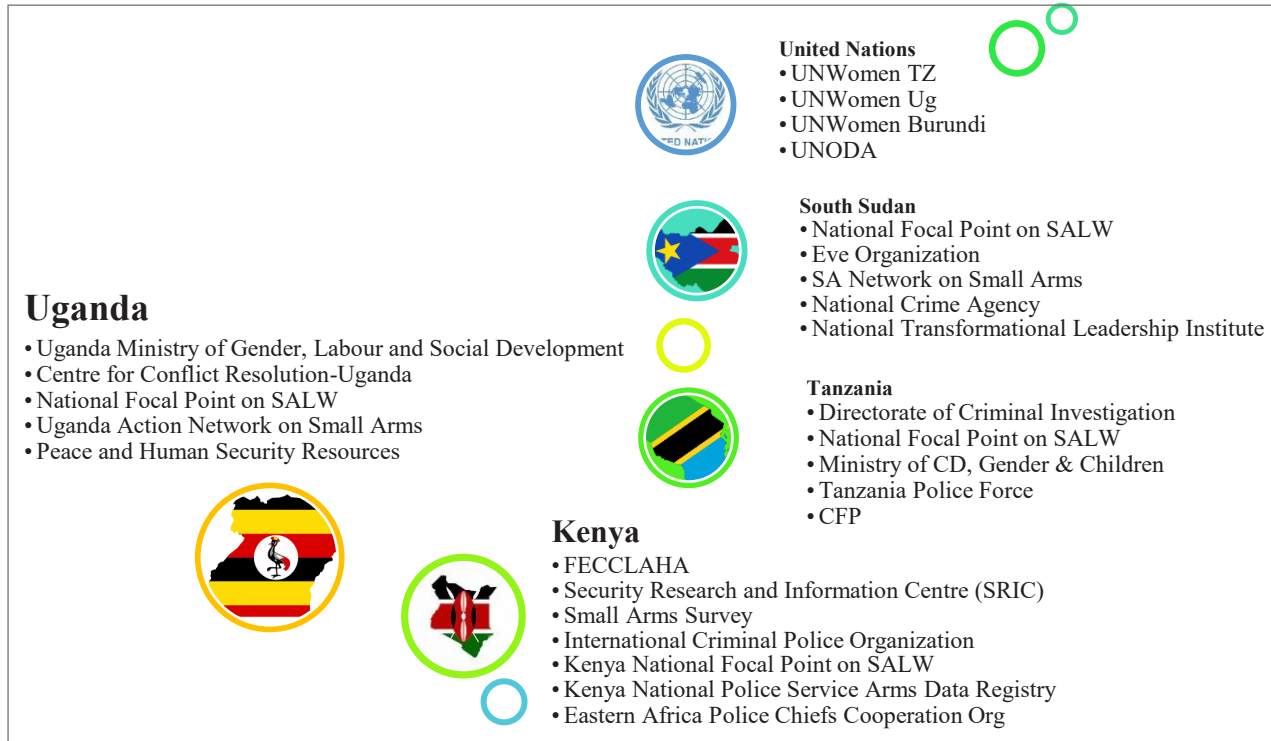 United Nations
• UNWomen TZ
• UNWomen Ug
• UNWomen Burundi
• UNODA
South Sudan
• National Focal Point on SALW
• Eve Organization
• SA Network on Small Arms
• National Crime Agency
• National Transformational Leadership Institute
Uganda
• Uganda Ministry of Gender, Labour and Social Development
• Centre for Conflict Resolution-Uganda
• National Focal Point on SALW
• Uganda Action Network on Small Arms
• Peace and Human Security Resources
Tanzania
• Directorate of Criminal Investigation
• National Focal Point on SALW
• Ministry of CD, Gender & Children
• Tanzania Police Force
• CFP
Kenya
• FECCLAHA
• Security Research and Information Centre (SRIC)
• Small Arms Survey
• International Criminal Police Organization
• Kenya National Focal Point on SALW
• Kenya National Police Service Arms Data Registry
• Eastern Africa Police Chiefs Cooperation Org